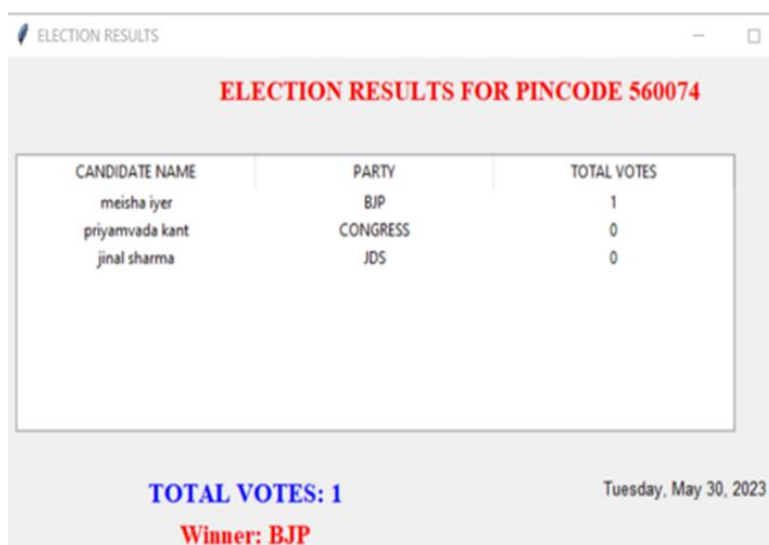 ELECTION RESULTS
ELECTION RESULTS FOR PINCODE 560074
CANDIDATE NAME PARTY TOTAL VOTES
meisha iyer BJP 1
priyamvada kant CONGRESS 0
jinal sharma JDS 0
TOTAL VOTES: 1 Tuesday, May 30, 2023
Winner: BJP